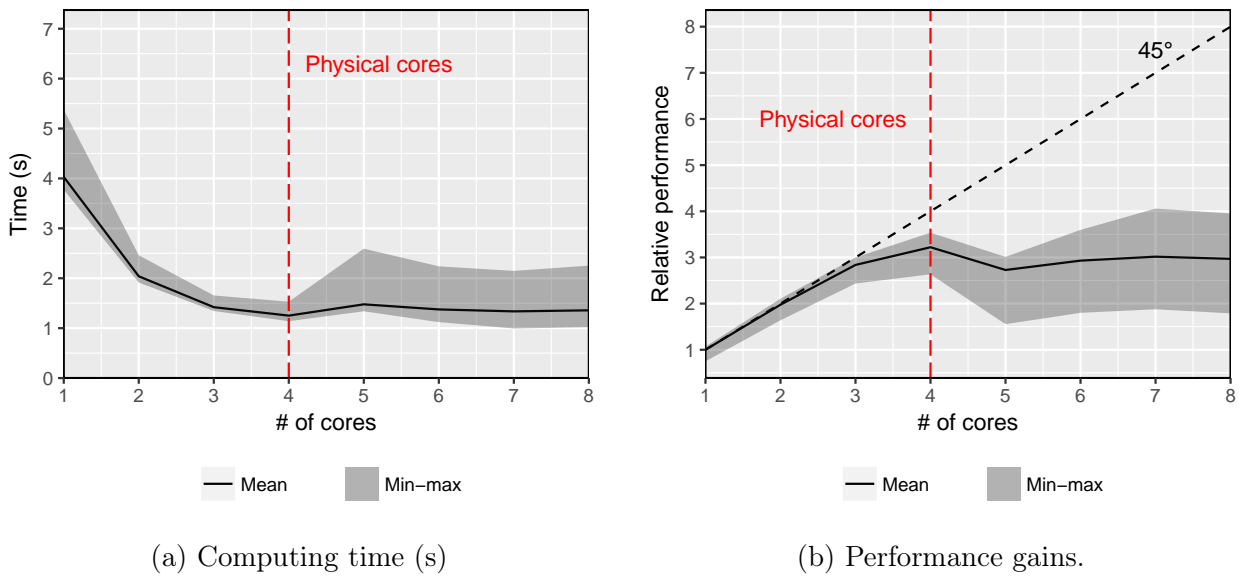 7
6
5
4
3
2
1
0
Time (s)
Physical cores
1 2 3 4 5 6 7 8
# of cores
Mean Min−max
(a) Computing time (s)
8
7
6
5
4
3
2
1
Relative performance
45°
Physical cores
1 2 3 4 5 6 7 8
# of cores
Mean Min−max
(b) Performance gains.